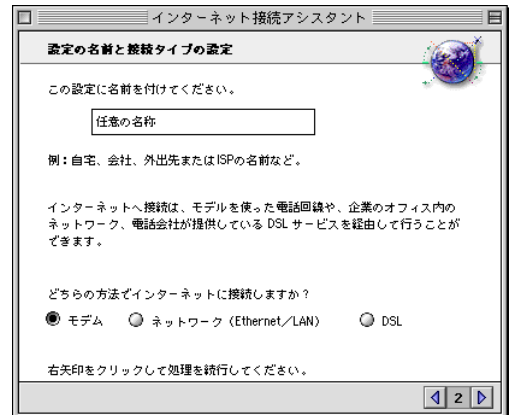 インターネット接続アシスタント
設定の名前と接続タイプの設定
この設定に名前を付けてください。
任意の名称
例：自宅、会社、外出先またはISPの名前など。
インターネットへ接続は、モデルを使った電話回線や、企業のオフィス内の
ネットワーク、電話会社が提供している DSL サービスを経由して行うことが
できます。
どちらの方法でインターネットに接続しますか？
モデム ネットワーク（Ethernet／LAN） DSL
右矢印をクリックして処理を続行してください。
2